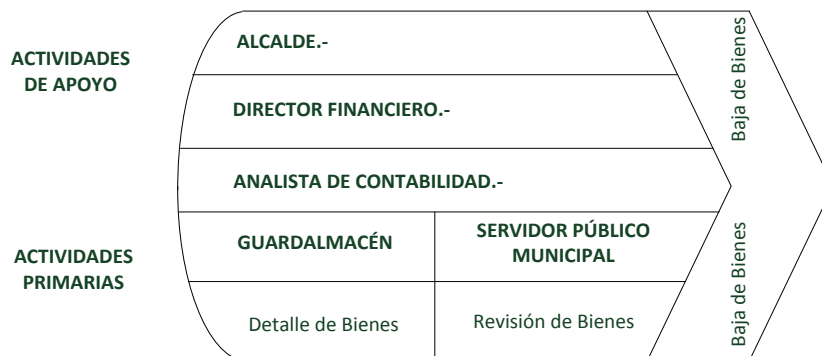 ACTIVIDADES
DE APOYO
ALCALDE.-
DIRECTOR FINANCIERO.-
ANALISTA DE CONTABILIDAD.-
Baja de Bienes
ACTIVIDADES
PRIMARIAS
GUARDALMACÉN
SERVIDOR PÚBLICO
MUNICIPAL
Detalle de Bienes
Revisión de Bienes
Baja de Bienes